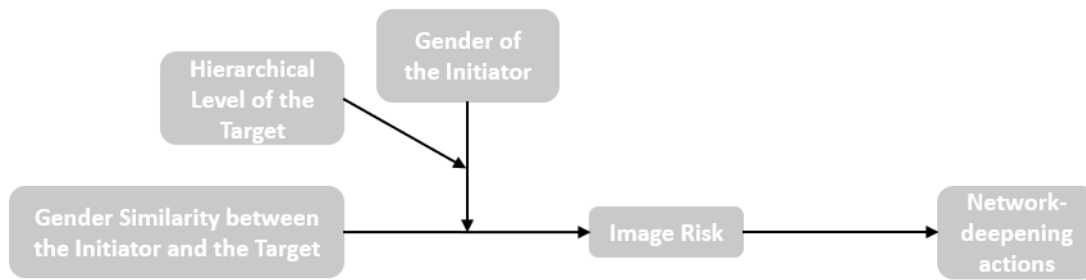 Gender of
the Initiator
Hierarchical
Level of the
Target
Gender Similarity between
the Initiator and the Target
Image Risk
Network-
deepening
actions